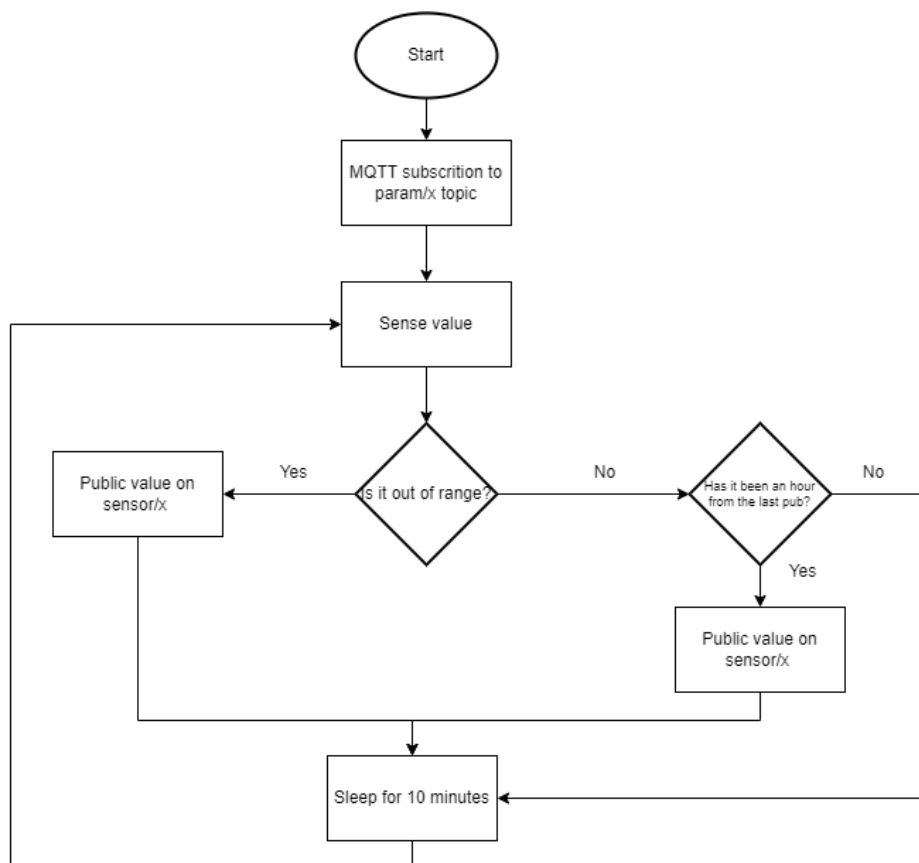 Start
MQTT subscrition to
param/x topic
Sense value
Is it out of range?
Yes
No
Public value on
sensor/x
Has it been an hour
from the last pub?
No
Yes
Public value on
sensor/x
Sleep for 10 minutes